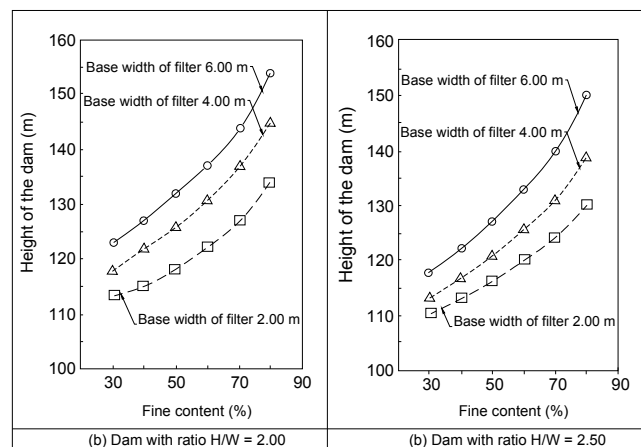 160
150
140
130
120
110
100
Height of the dam (m)
Base width of filter 6.00 m
Base width of filter 4.00 m
Base width of filter 2.00 m
30 50 70 90
Fine content (%)
(b) Dam with ratio H/W = 2.00
160
150
140
130
120
110
100
Height of the dam (m)
Base width of filter 6.00 m
Base width of filter 4.00 m
Base width of filter 2.00 m
30 50 70 90
Fine content (%)
(b) Dam with ratio H/W = 2.50